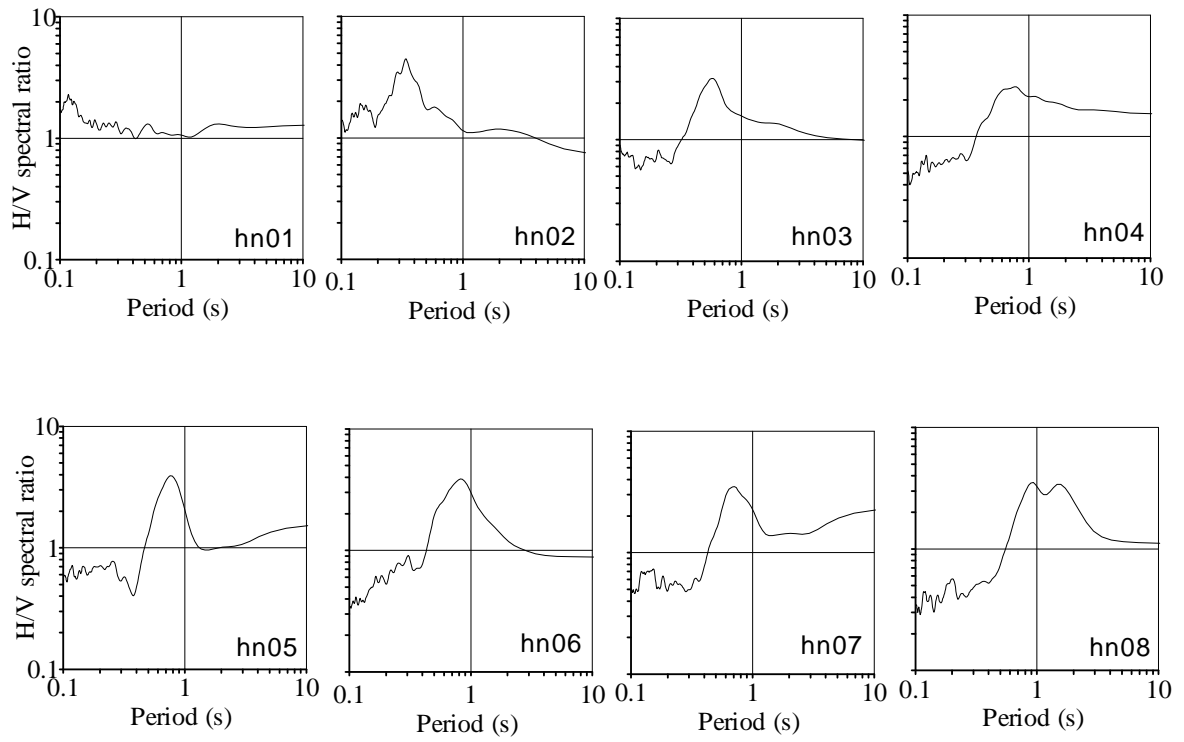 10
1
0.1
H/V spectral ratio
hn01
hn02
hn03
hn04
0.1 1 10
0.1 1 10
0.1 1 10
0.1 1 10
Period (s)
Period (s)
Period (s)
Period (s)
10
1
0.1
H/V spectral ratio
hn05
hn06
hn07
hn08
0.1 1 10
0.1 1 10
0.1 1 10
0.1 1 10
Period (s)
Period (s)
Period (s)
Period (s)